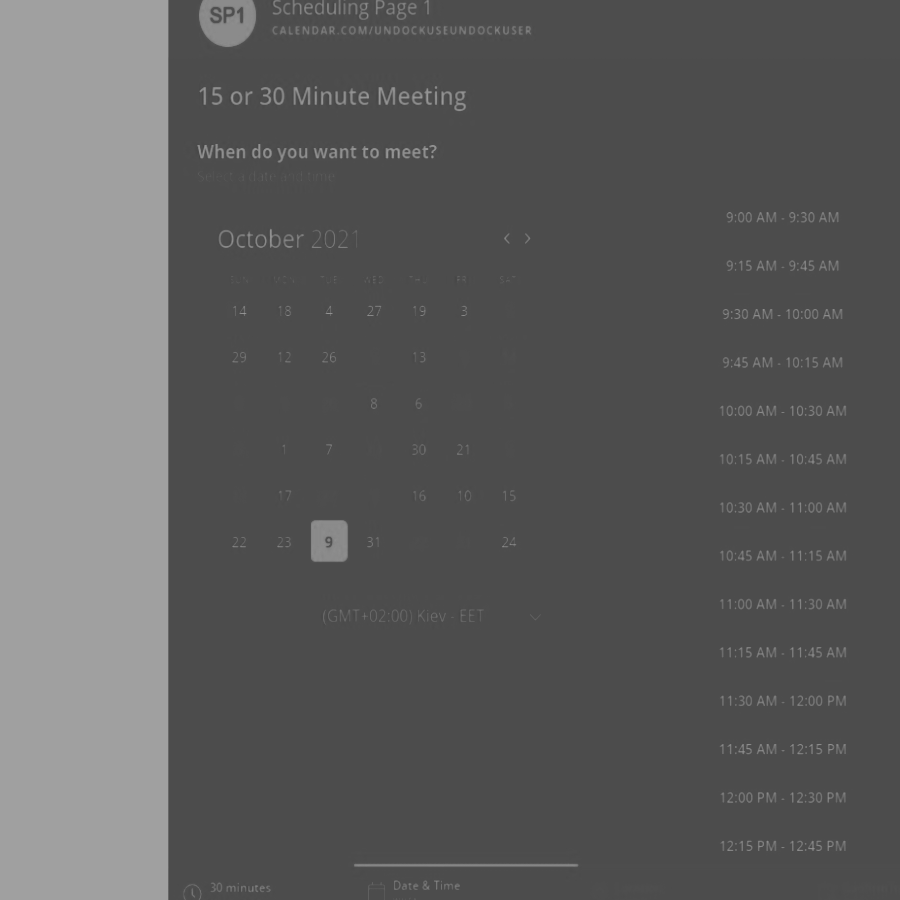 SP1
Scheduling Page 1
CALENDAR.COM/UNDOCKUSEUNDOCKUSER
15 or 30 Minute Meeting
When do you want to meet?
Select a date and time
October 2021
SUN MON TUE WED THU FRI SAT
14 18 4 27 19 3
29 12 26 13
8 6
1 7 30 21
17 16 10 15
22 23 9 31 24
(GMT+02:00) Kiev - EET
9:00 AM - 9:30 AM
9:15 AM - 9:45 AM
9:30 AM - 10:00 AM
9:45 AM - 10:15 AM
10:00 AM - 10:30 AM
10:15 AM - 10:45 AM
10:30 AM - 11:00 AM
10:45 AM - 11:15 AM
11:00 AM - 11:30 AM
11:15 AM - 11:45 AM
11:30 AM - 12:00 PM
11:45 AM - 12:15 PM
12:00 PM - 12:30 PM
12:15 PM - 12:45 PM
30 minutes
Date & Time